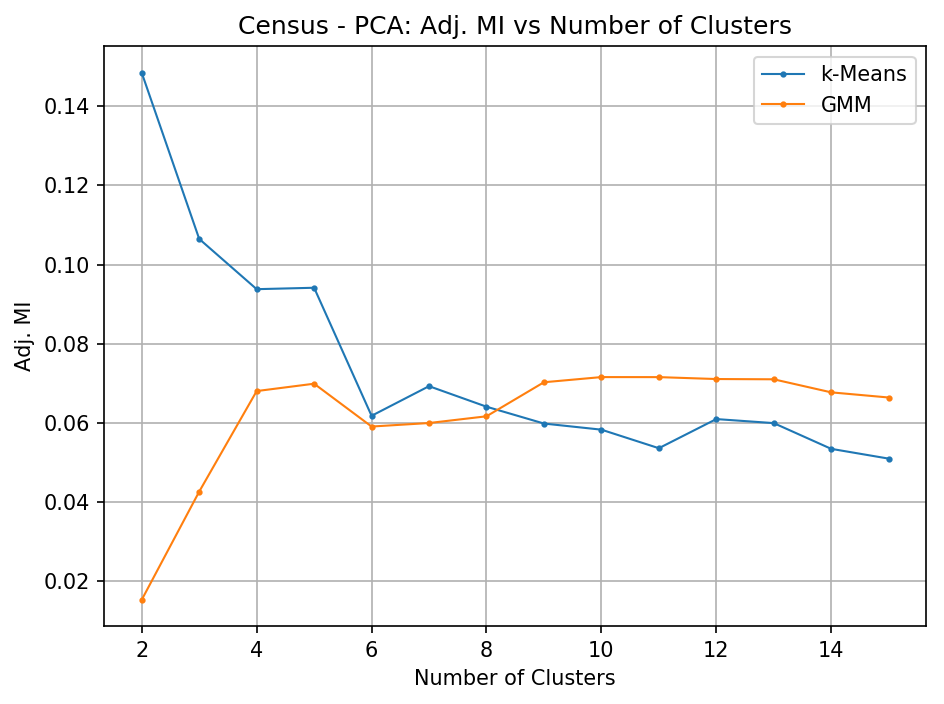 Census - PCA: Adj. MI vs Number of Clusters
k-Means
GMM
Adj. MI
0.14
0.12
0.10
0.08
0.06
0.04
0.02
2 4 6 8 10 12 14
Number of Clusters